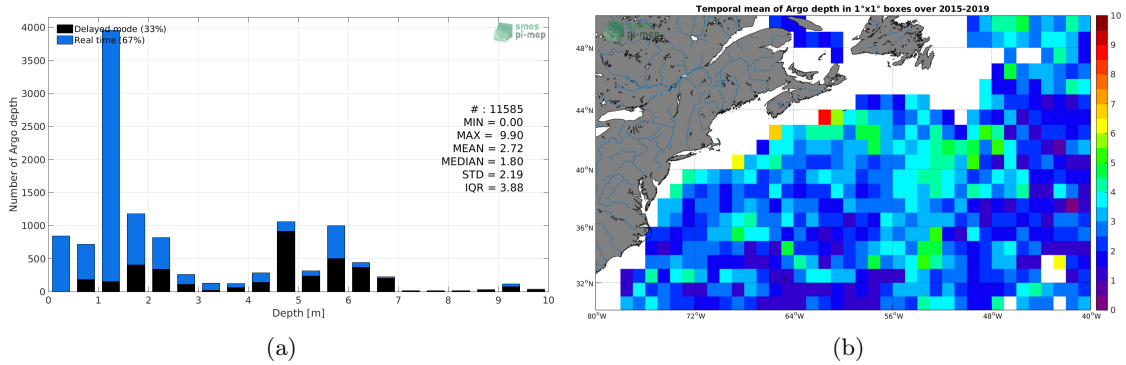 Delayed mode (33%)
Real time (67%)
smos
pi-mep
# : 11585
MIN = 0.00
MAX = 9.90
MEAN = 2.72
MEDIAN = 1.80
STD = 2.19
IQR = 3.88
Number of Argo depth
4000
3500
3000
2500
2000
1500
1000
500
0
0 1 2 3 4 5 6 7 8 9 10
Depth [m]
(a)
Temporal mean of Argo depth in 1°x1° boxes over 2015-2019
smos
pi-mep
48°N
44°N
40°N
36°N
32°N
80°W 72°W 64°W 56°W 48°W 40°W
10
9
8
7
6
5
4
3
2
1
0
(b)